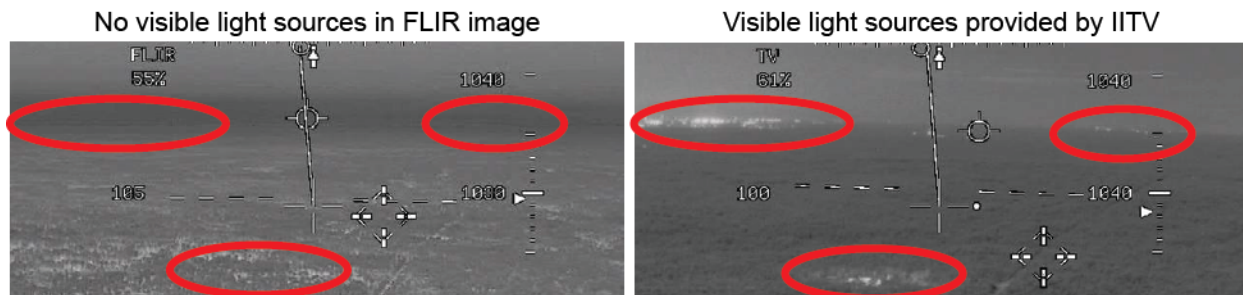 No visible light sources in FLIR image
Visible light sources provided by IITV
FLIR
55%
1040
105
1030
TV
61%
1040
100
1040